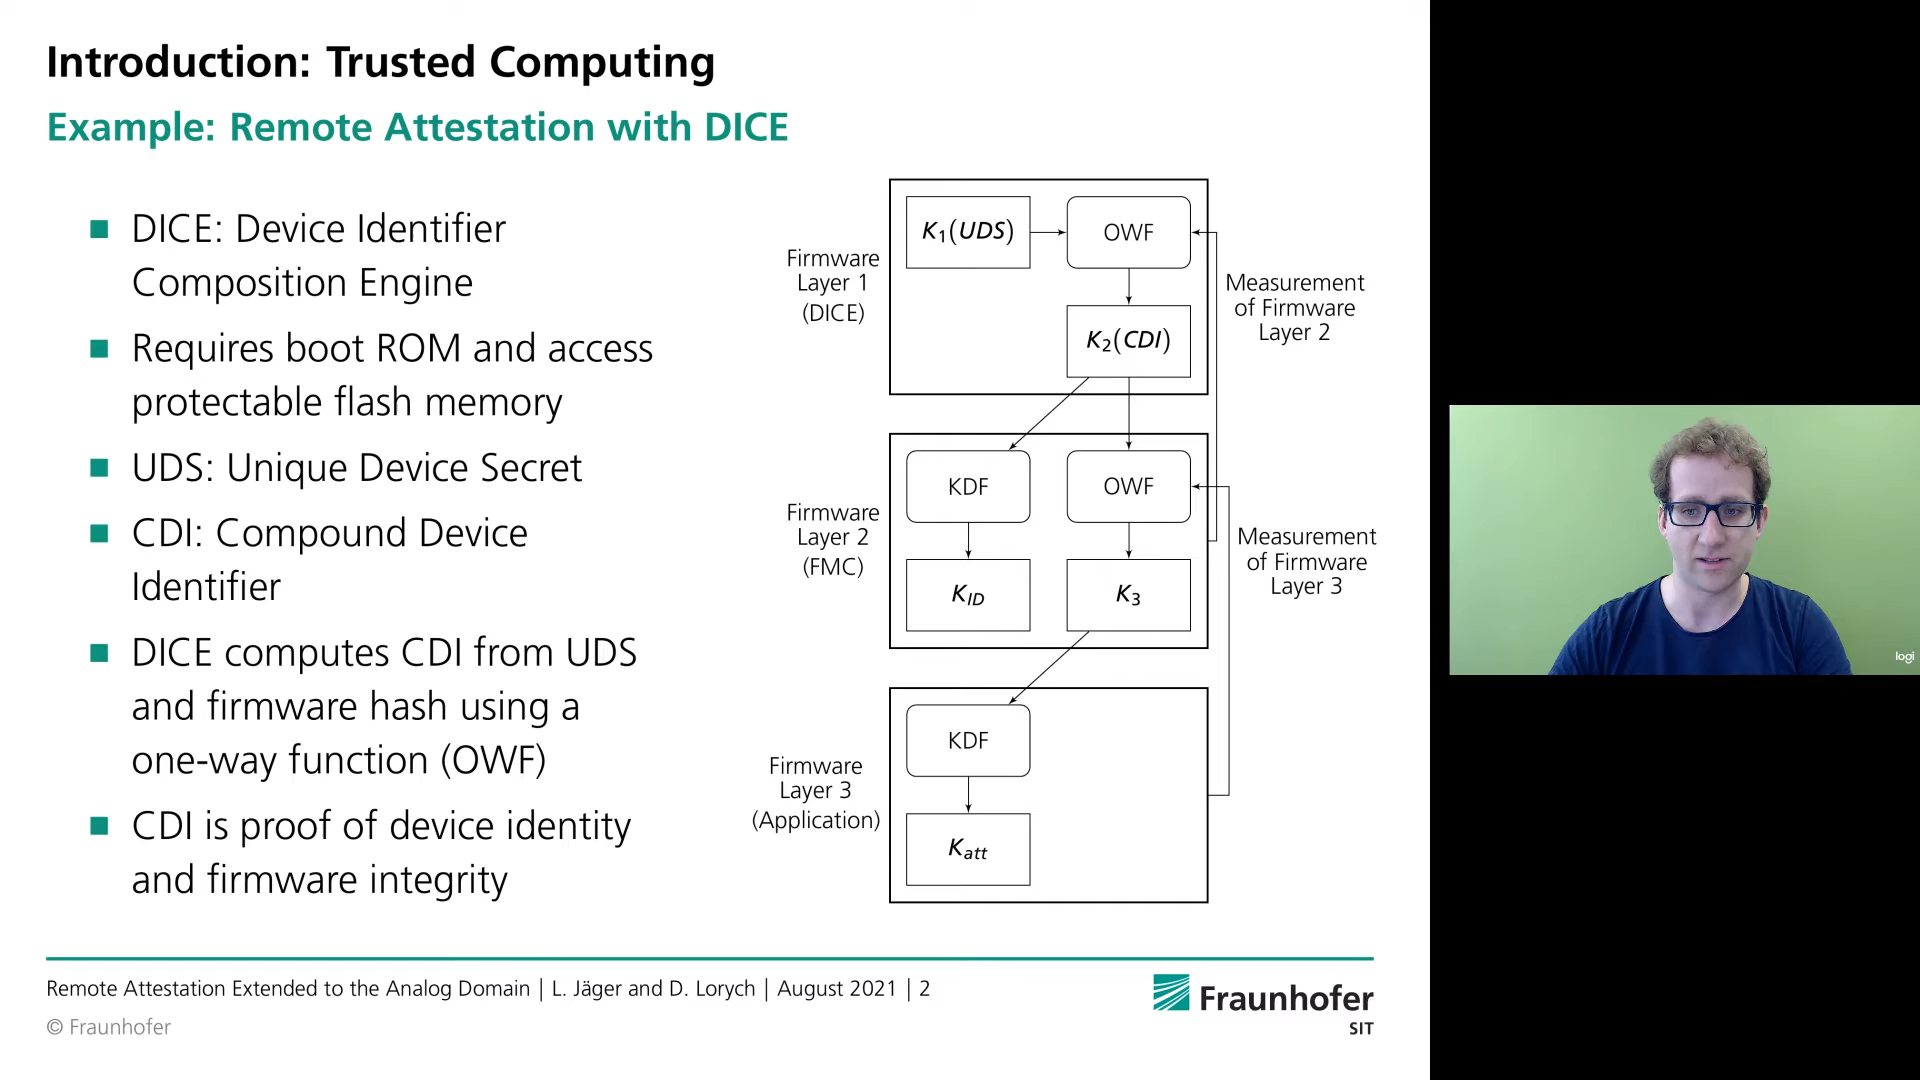 Introduction: Trusted Computing
Example: Remote Attestation with DICE
DICE: Device Identifier
Composition Engine
Requires boot ROM and access
protectable flash memory
UDS: Unique Device Secret
CDI: Compound Device
Identifier
DICE computes CDI from UDS
and firmware hash using a
one-way function (OWF)
CDI is proof of device identity
and firmware integrity
Firmware
Layer 1
(DICE)
K1(UDS)
OWF
K2(CDI)
Measurement
of Firmware
Layer 2
Firmware
Layer 2
(FMC)
KDF
OWF
KID
K3
Measurement
of Firmware
Layer 3
Firmware
Layer 3
(Application)
KDF
Katt
Remote Attestation Extended to the Analog Domain | L. Jäger and D. Lorych | August 2021 | 2
© Fraunhofer
Fraunhofer
SIT
logi